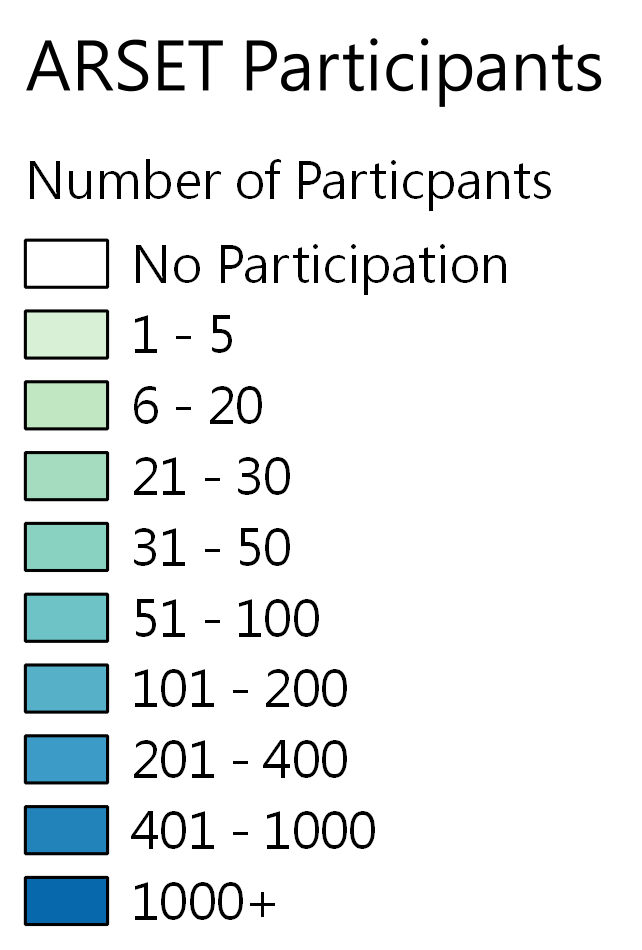 ARSET Participants
Number of Particpants
No Participation
1 - 5
6 - 20
21 - 30
31 - 50
51 - 100
101 - 200
201 - 400
401 - 1000
1000+